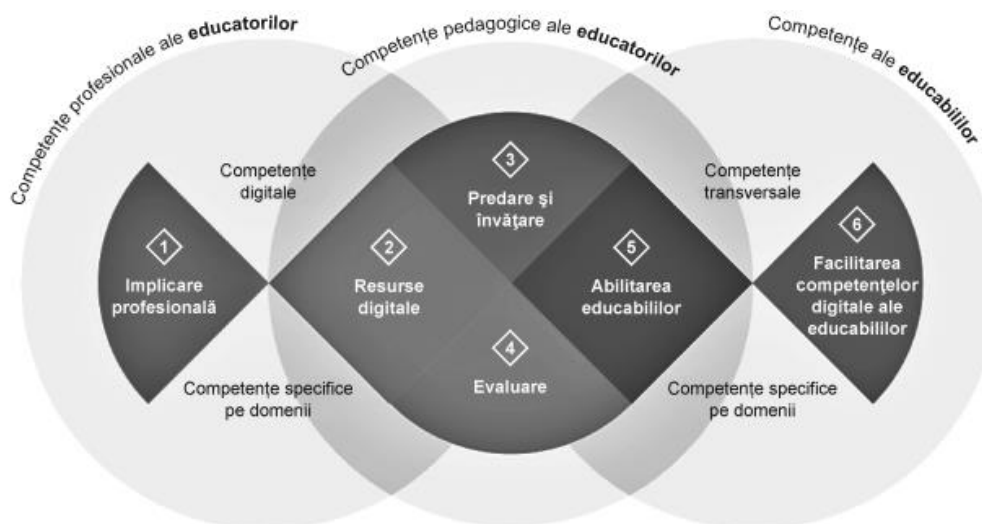 Competențe profesionale ale educatorilor
Competențe pedagogice ale educatorilor
Competențe ale educabililor
Competențe
digitale
Competențe
transversale
1
Implicare
profesională
2
Resurse
digitale
3
Predare și
învățare
4
Evaluare
5
Abilitarea
educabililor
6
Facilitarea
competențelor
digitale ale
educabililor
Competențe specifice
pe domenii
Competențe specifice
pe domenii